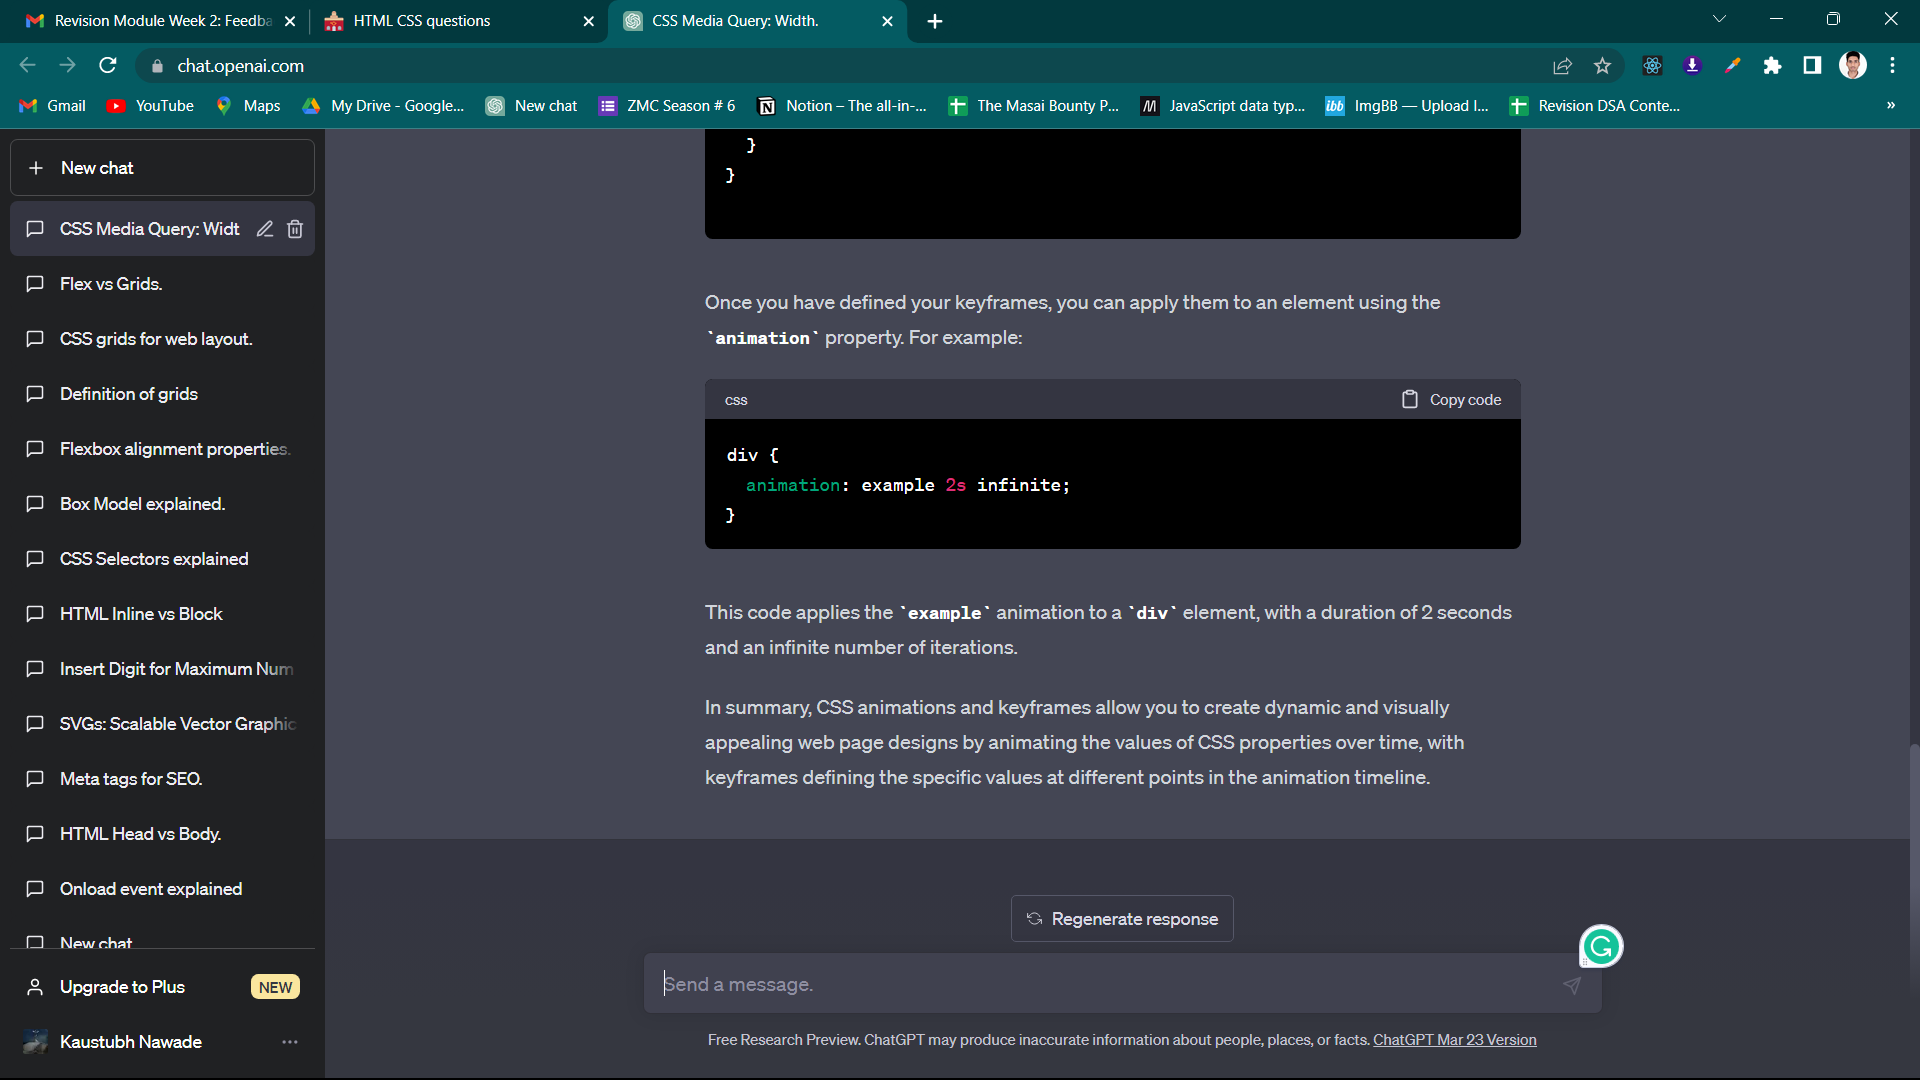 Revision Module Week 2: Feedba
HTML CSS questions
CSS Media Query: Width.
chat.openai.com
Gmail
YouTube
Maps
My Drive - Google...
New chat
ZMC Season # 6
Notion – The all-in-...
The Masai Bounty P...
JavaScript data typ...
ibb
ImgBB — Upload I...
Revision DSA Conte...
»
+ New chat
CSS Media Query: Widt
Flex vs Grids.
CSS grids for web layout.
Definition of grids
Flexbox alignment properties.
Box Model explained.
CSS Selectors explained
HTML Inline vs Block
Insert Digit for Maximum Num
SVGs: Scalable Vector Graphic
Meta tags for SEO.
HTML Head vs Body.
Onload event explained
New chat
Upgrade to Plus
NEW
Kaustubh Nawade
}
}
Once you have defined your keyframes, you can apply them to an element using the
`animation` property. For example:
css
Copy code
div {
animation: example 2s infinite;
}
This code applies the `example` animation to a `div` element, with a duration of 2 seconds
and an infinite number of iterations.
In summary, CSS animations and keyframes allow you to create dynamic and visually
appealing web page designs by animating the values of CSS properties over time, with
keyframes defining the specific values at different points in the animation timeline.
Regenerate response
Send a message.
Free Research Preview. ChatGPT may produce inaccurate information about people, places, or facts. ChatGPT Mar 23 Version